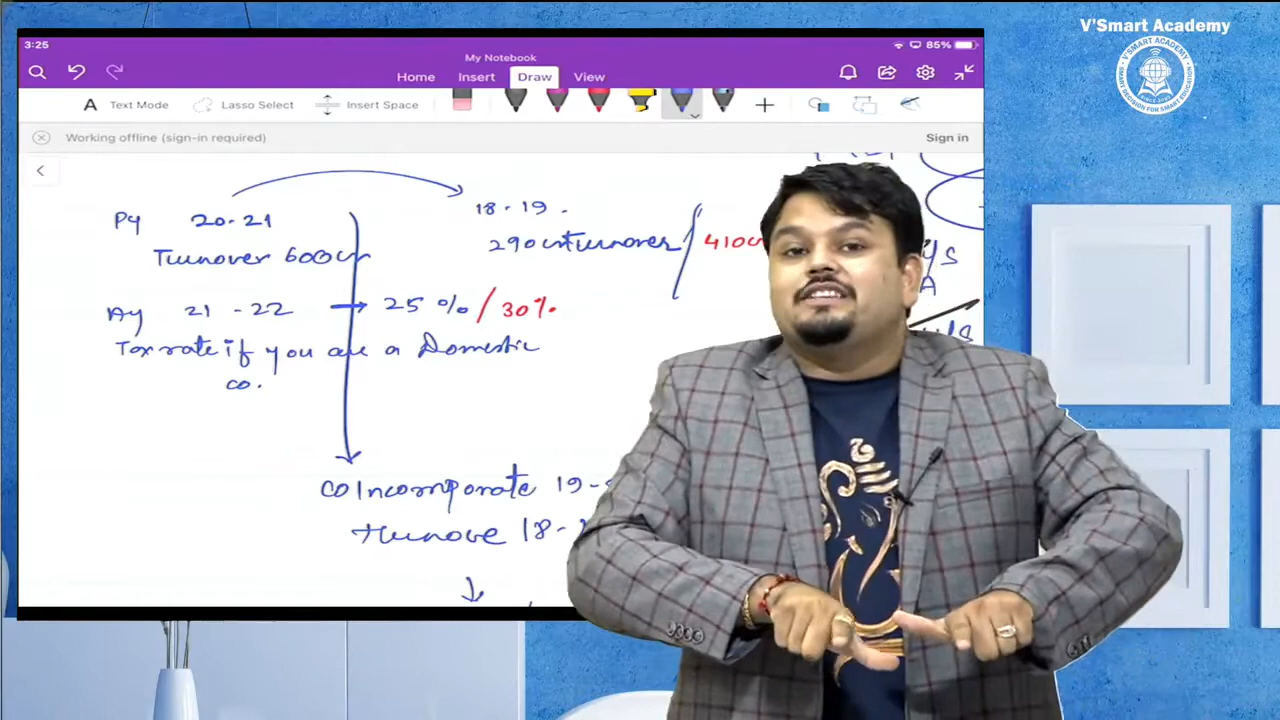 V'Smart Academy
3:25
85%
My Notebook
Home Insert Draw View
A Text Mode Lasso Select Insert Space
Working offline (sign-in required) Sign in
Py 20-21
18-19.
Turnover 600cr
290cr Turnover / 410cr
Ay 21-22 → 25% / 30%
Tax rate if you are a Domestic
co.
co Incorporate 19-
Turnove 18-